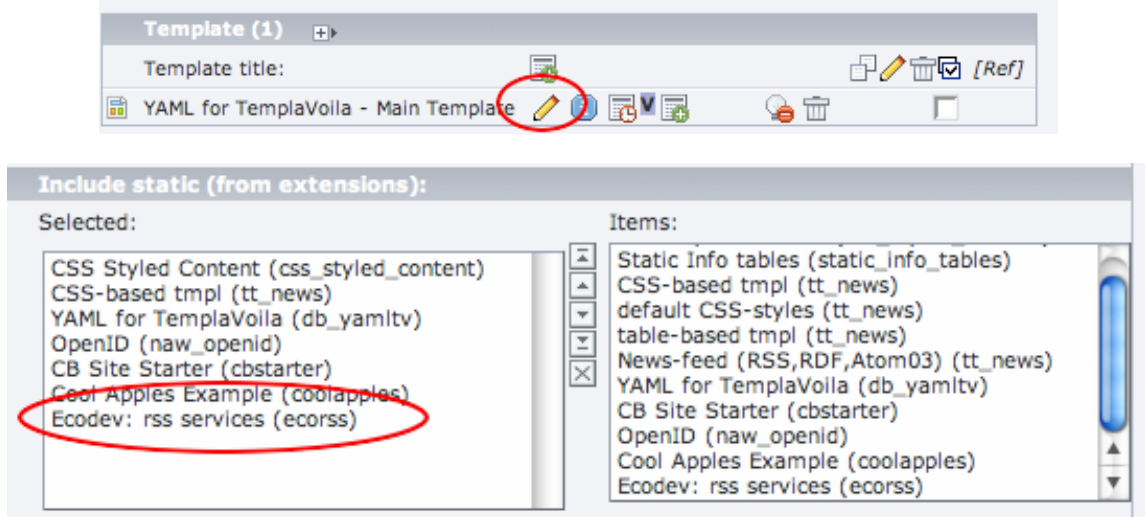 Template (1)
Template title:
[Ref]
YAML for TemplaVoila - Main Template
Include static (from extensions):
Selected:
CSS Styled Content (css_styled_content)
CSS-based tmpl (tt_news)
YAML for TemplaVoila (db_yamltv)
OpenID (naw_openid)
CB Site Starter (cbstarter)
Cool Apples Example (coolapples)
Ecodev: rss services (ecorss)
Items:
Static Info tables (static_info_tables)
CSS-based tmpl (tt_news)
default CSS-styles (tt_news)
table-based tmpl (tt_news)
News-feed (RSS,RDF,Atom03) (tt_news)
YAML for TemplaVoila (db_yamltv)
CB Site Starter (cbstarter)
OpenID (naw_openid)
Cool Apples Example (coolapples)
Ecodev: rss services (ecorss)